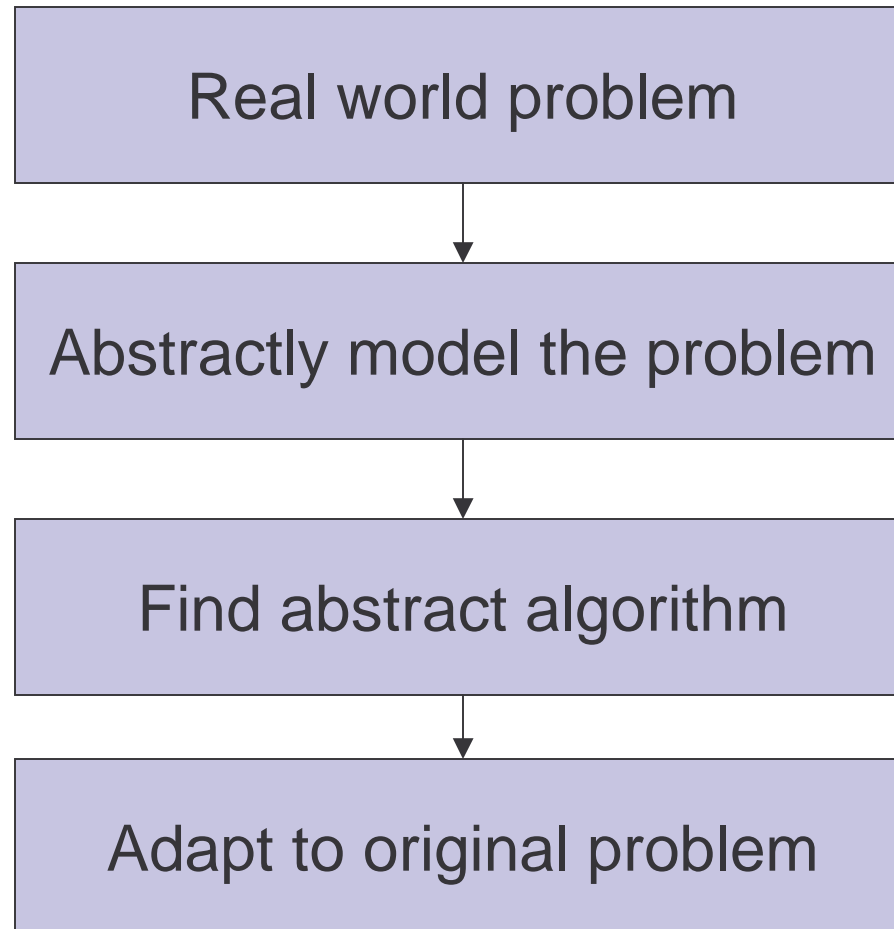 Real world problem
Abstractly model the problem
Find abstract algorithm
Adapt to original problem